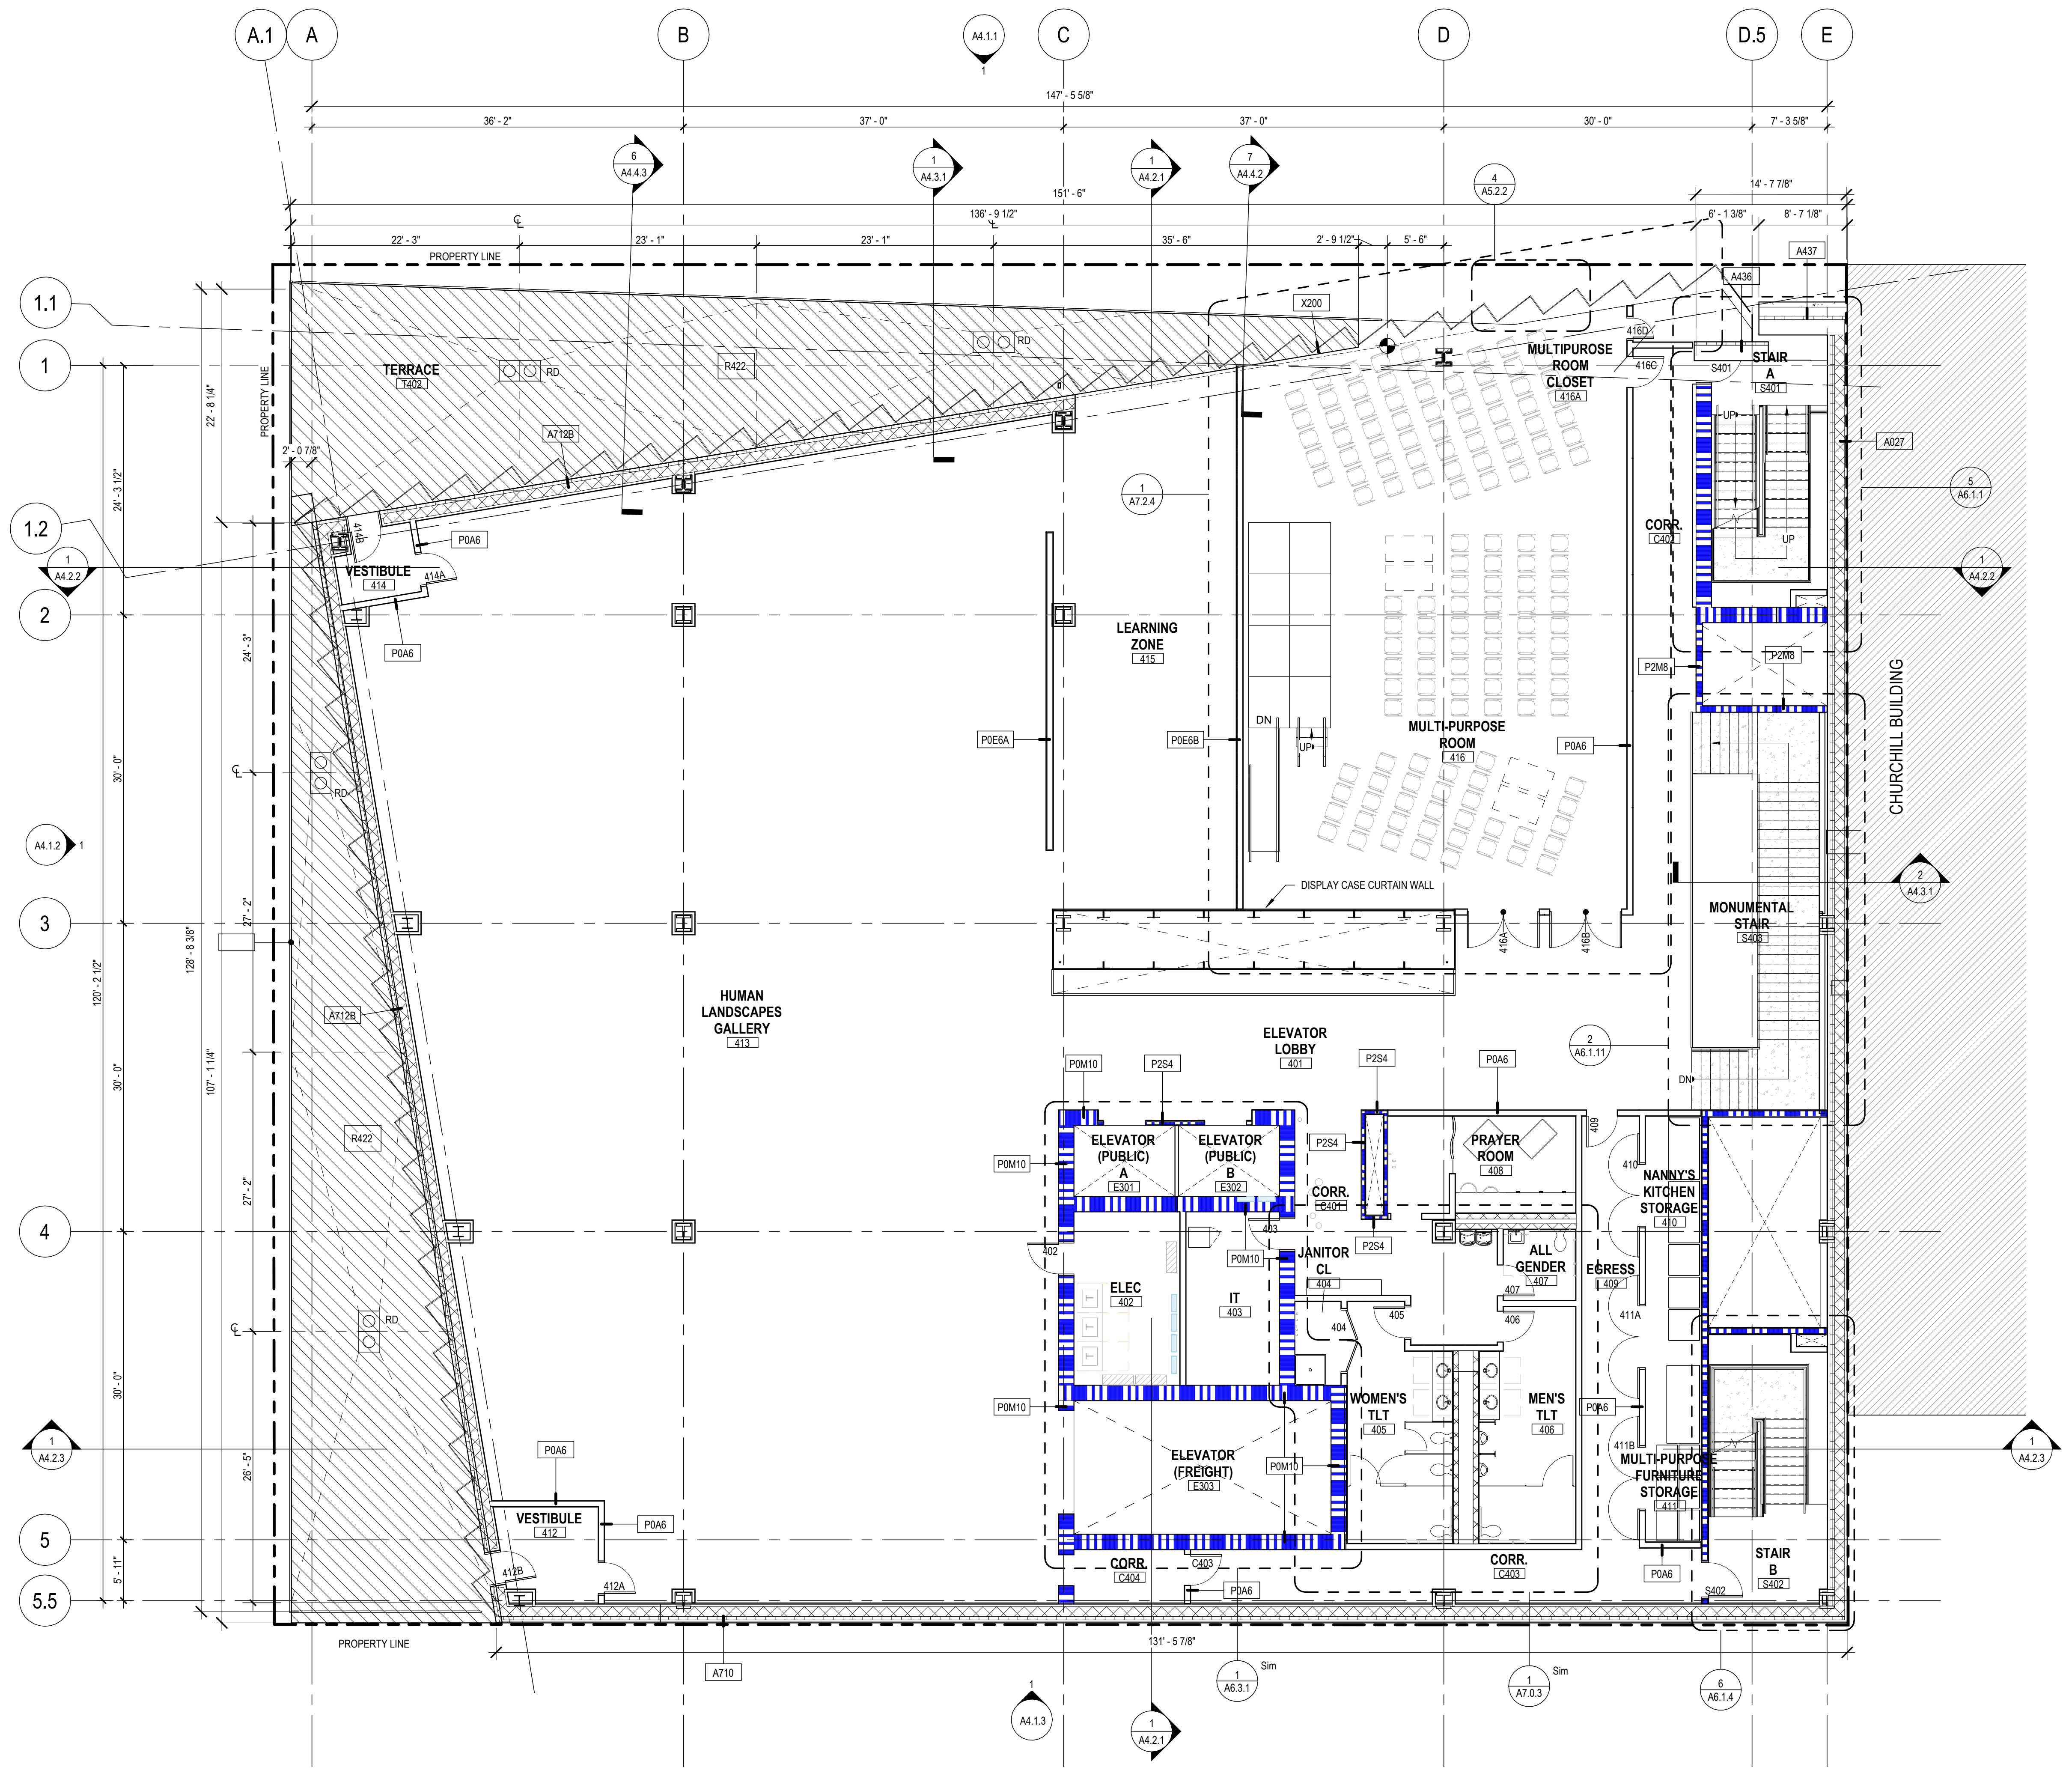 A.1
A
B
A4.1.1
1
C
D
D.5
E
147' - 5 5/8"
36' - 2"
37' - 0"
37' - 0"
30' - 0"
7' - 3 5/8"
6
A4.4.3
1
A4.3.1
1
A4.2.1
7
A4.4.2
4
A5.2.2
14' - 7 7/8"
151' - 6"
136' - 9 1/2"
6' - 1 3/8"
8' - 7 1/8"
22' - 3"
23' - 1"
23' - 1"
35' - 6"
2' - 9 1/2"
5' - 6"
PROPERTY LINE
A437
A436
1.1
X200
1
TERRACE
T402
RD
R422
RD
MULTIPUROSE
ROOM
CLOSET
416A
416D
416C
S401
STAIR
A
S401
UP
UP
A027
PROPERTY LINE
22' - 8 1/4"
24' - 3 1/2"
2' - 0 7/8"
A712B
1
A7.2.4
5
A6.1.1
1.2
1
A4.2.2
414B
P0A6
VESTIBULE
414
414A
P0A6
CORR.
C402
1
A4.2.2
2
24' - 3"
LEARNING
ZONE
415
P2M8
P2M8
CHURCHILL BUILDING
30' - 0"
RD
P0E6A
P0E6B
DN
UP
MULTI-PURPOSE
ROOM
416
P0A6
A4.1.2
1
DISPLAY CASE CURTAIN WALL
2
A4.3.1
3
27' - 2"
128' - 8 3/8"
120' - 2 1/2"
107' - 1 1/4"
MONUMENTAL
STAIR
S403
416A
416B
A712B
HUMAN
LANDSCAPES
GALLERY
413
ELEVATOR
LOBBY
401
2
A6.1.11
30' - 0"
P0M10
P2S4
P2S4
P0A6
DN
R422
P0M10
ELEVATOR
(PUBLIC)
A
E301
ELEVATOR
(PUBLIC)
B
E302
P2S4
PRAYER
ROOM
408
409
410
NANNY'S
KITCHEN
STORAGE
410
27' - 2"
CORR.
C401
4
402
403
P0M10
P2S4
JANITOR
CL
404
ALL
GENDER
407
EGRESS
409
ELEC
402
IT
403
407
RD
404
405
406
411A
30' - 0"
P0M10
WOMEN'S
TLT
405
MEN'S
TLT
406
P0A6
1
A4.2.3
P0A6
ELEVATOR
(FREIGHT)
E303
P0M10
411B
MULTI-PURPOSE
FURNITURE
STORAGE
411
1
A4.2.3
26' - 5"
VESTIBULE
412
P0A6
5
5' - 11"
412B
412A
CORR.
C404
C403
P0A6
CORR.
C403
P0A6
STAIR
B
S402
S402
5.5
PROPERTY LINE
A710
131' - 5 7/8"
1
A6.3.1
Sim
1
A7.0.3
Sim
6
A6.1.4
1
A4.1.3
1
A4.2.1